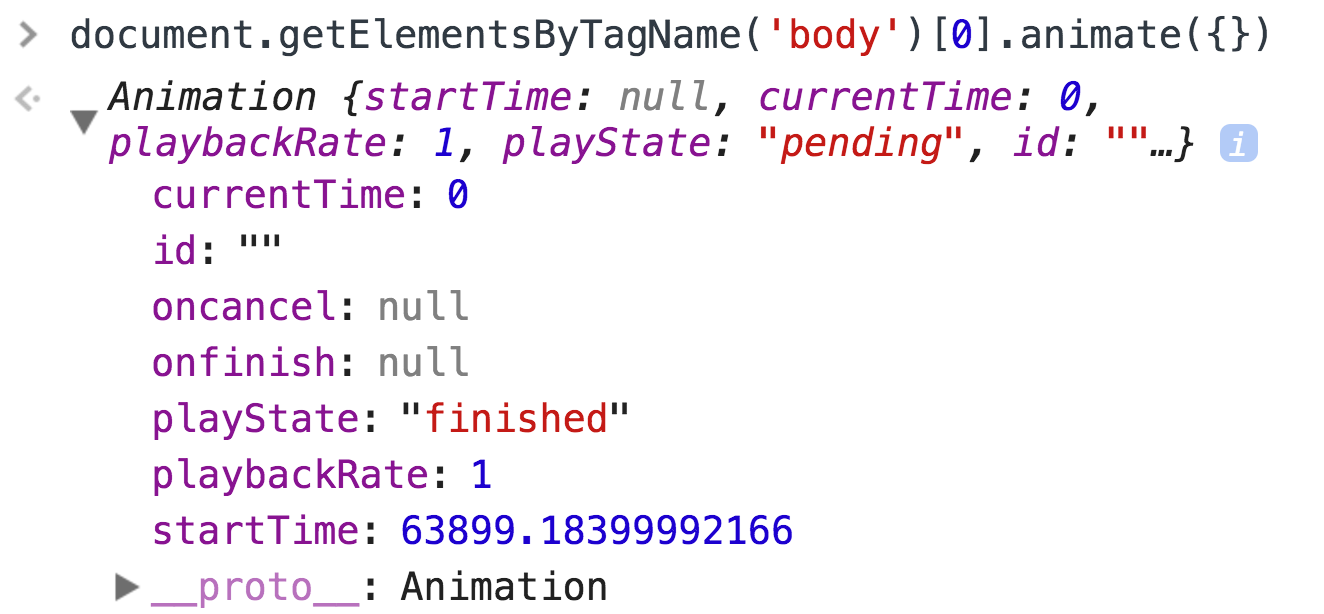 > document.getElementsByTagName('body')[0].animate({})
Animation {startTime: null, currentTime: 0,
playbackRate: 1, playState: "pending", id: ""…} i
currentTime: 0
id: ""
oncancel: null
onfinish: null
playState: "finished"
playbackRate: 1
startTime: 63899.18399992166
__proto__: Animation